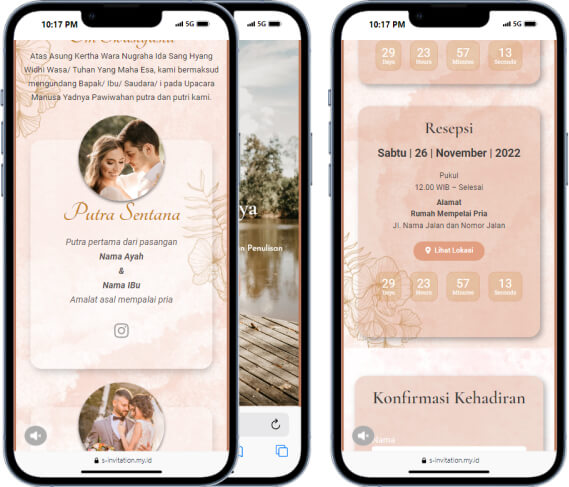 10:17 PM
5G
Om Swastyastu
Atas Asung Kertha Wara Nugraha Ida Sang Hyang
Widhi Wasa/ Tuhan Yang Maha Esa, kami bermaksud
mengundang Bapak/ Ibu/ Saudara/ i pada Upacara
Manusa Yadnya Pawiwahan putra dan putri kami.
Putra Sentana
Putra pertama dari pasangan
Nama Ayah
&
Nama IBu
Amalat asal mempalai pria
s-invitation.my.id
5G
ya
n Penulisan
10:17 PM
5G
29 23 57 13
Days Hours Minutes Seconds
Resepsi
Sabtu | 26 | November | 2022
Pukul
12.00 WIB – Selesai
Alamat
Rumah Mempelai Pria
Jl. Nama Jalan dan Nomor Jalan
Lihat Lokasi
29 23 57 13
Days Hours Minutes Seconds
Konfirmasi Kehadiran
Nama
s-invitation.my.id